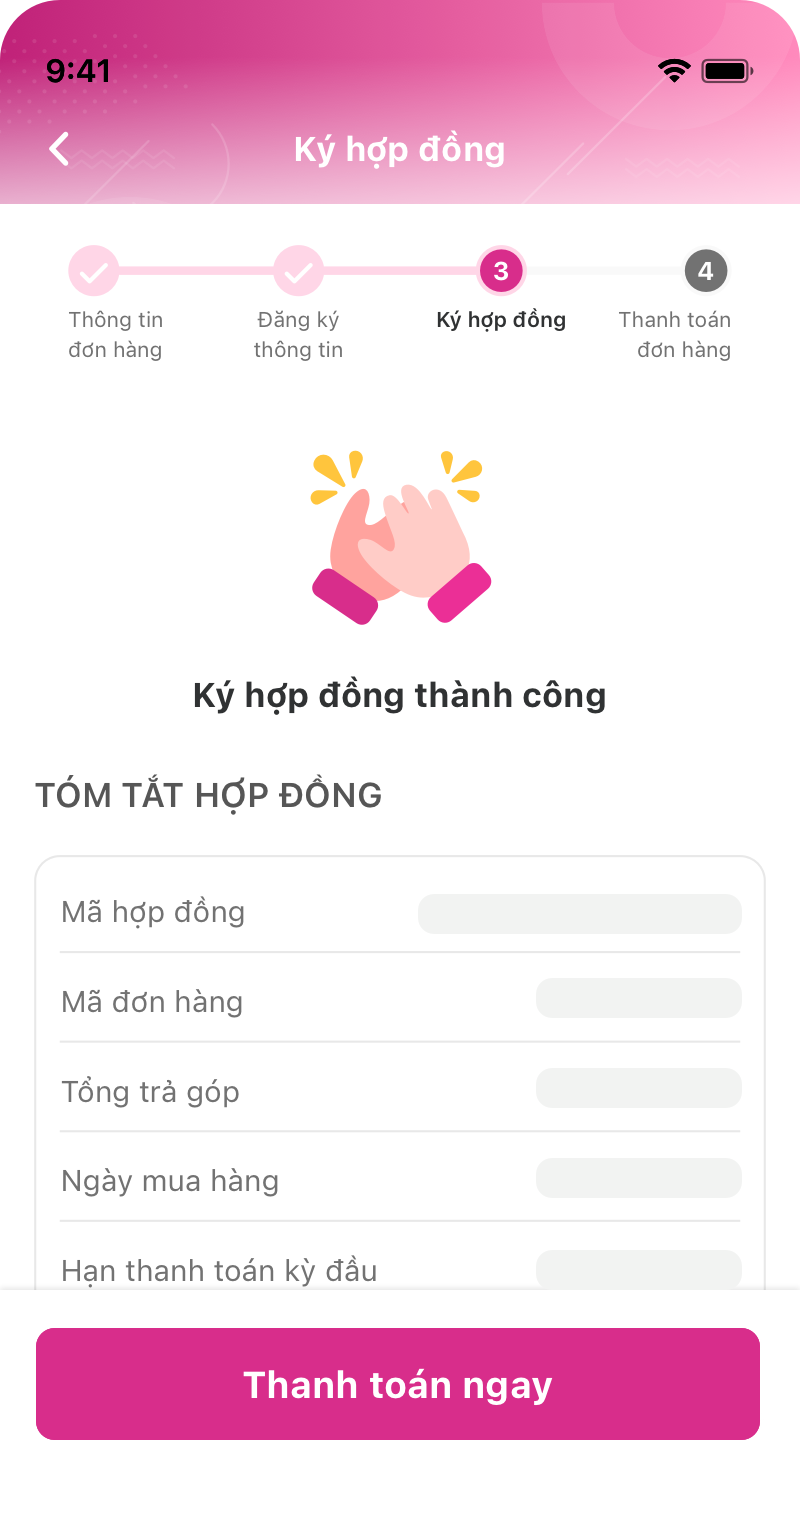 9:41
Ký hợp đồng
3
4
Thông tin
đơn hàng
Đăng ký
thông tin
Ký hợp đồng
Thanh toán
đơn hàng
Ký hợp đồng thành công
TÓM TẮT HỢP ĐỒNG
Mã hợp đồng
Mã đơn hàng
Tổng trả góp
Ngày mua hàng
Hạn thanh toán kỳ đầu
Thanh toán ngay